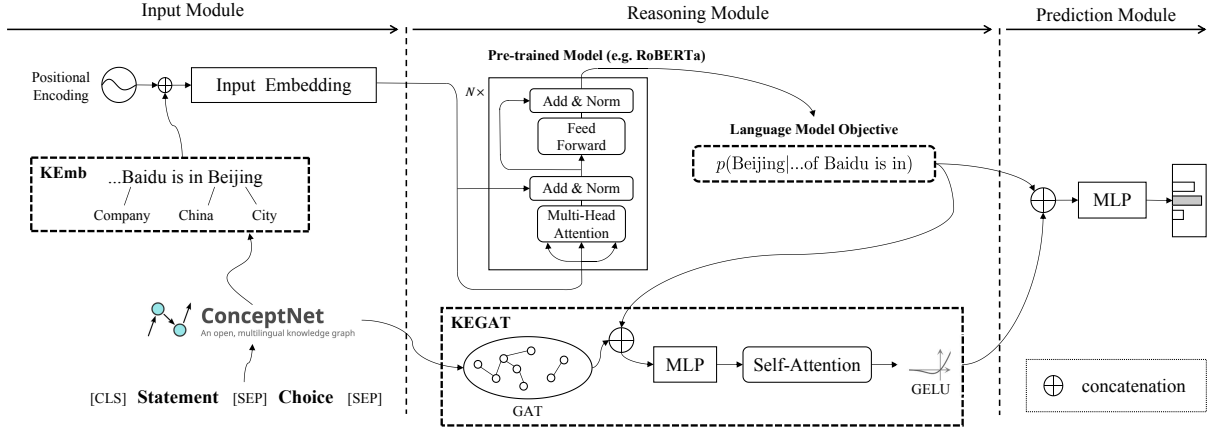 Input Module
Reasoning Module
Prediction Module
Positional
Encoding
Input Embedding
KEmb
...Baidu is in Beijing
Company China City
ConceptNet
An open, multilingual knowledge graph
[CLS] Statement [SEP] Choice [SEP]
Pre-trained Model (e.g. RoBERTa)
N×
Add & Norm
Feed
Forward
Add & Norm
Multi-Head
Attention
Language Model Objective
p(Beijing|...of Baidu is in)
KEGAT
GAT
MLP
Self-Attention
GELU
MLP
concatenation